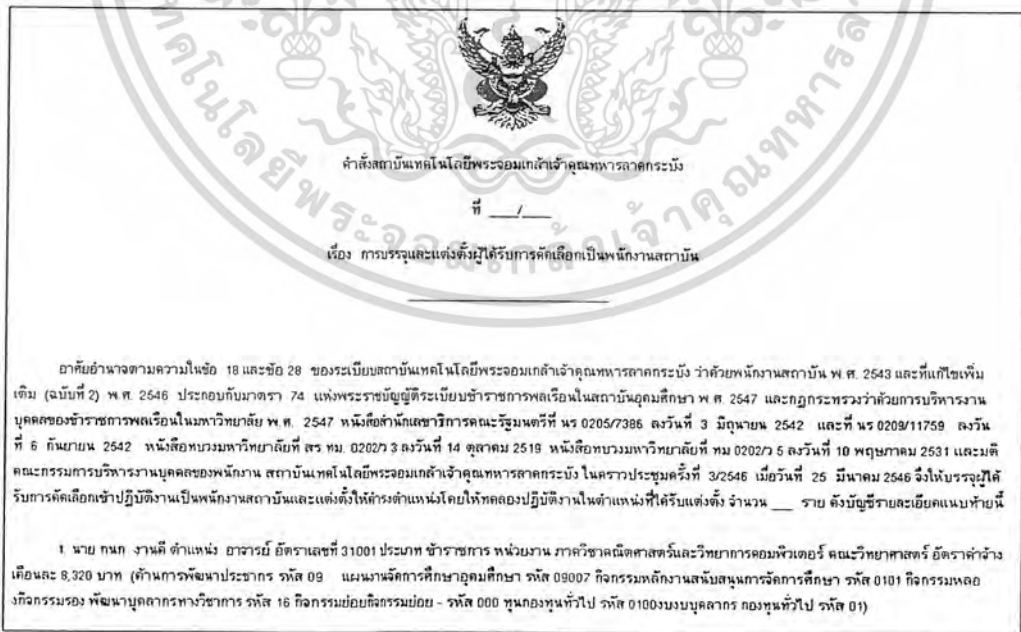 คำสั่งสถาบันเทคโนโลยีพระจอมเกล้าเจ้าคุณทหารลาดกระบัง
ที่ ___/___
เรื่อง การบรรจุและแต่งตั้งผู้ได้รับการคัดเลือกเป็นพนักงานสถาบัน
อาศัยอำนาจตามความในข้อ 18 และข้อ 28 ของระเบียบสถาบันเทคโนโลยีพระจอมเกล้าเจ้าคุณทหารลาดกระบัง ว่าด้วยพนักงานสถาบัน พ.ศ. 2543 และที่แก้ไขเพิ่ม
เติม (ฉบับที่ 2) พ.ศ. 2546 ประกอบกับมาตรา 74 แห่งพระราชบัญญัติระเบียบข้าราชการพลเรือนในสถาบันอุดมศึกษา พ.ศ. 2547 และกฎกระทรวงว่าด้วยการบริหารงาน
บุคคลของข้าราชการพลเรือนในมหาวิทยาลัย พ.ศ. 2547 หนังสือสำนักเลขาธิการคณะรัฐมนตรีที่ นร 0205/7386 ลงวันที่ 3 มิถุนายน 2542 และที่ นร 0209/11759 ลงวัน
ที่ 6 กันยายน 2542 หนังสือทบวงมหาวิทยาลัยที่ สร ทม. 0202/ว 3 ลงวันที่ 14 ตุลาคม 2519 หนังสือทบวงมหาวิทยาลัยที่ ทม 0202/ว 5 ลงวันที่ 10 พฤษภาคม 2531 และมติ
คณะกรรมการบริหารงานบุคคลของพนักงาน สถาบันเทคโนโลยีพระจอมเกล้าเจ้าคุณทหารลาดกระบัง ในคราวประชุมครั้งที่ 3/2546 เมื่อวันที่ 25 มีนาคม 2546 จึงให้บรรจุผู้ได้
รับการคัดเลือกเข้าปฏิบัติงานเป็นพนักงานสถาบันและแต่งตั้งให้ดำรงตำแหน่งโดยให้ทดลองปฏิบัติงานในตำแหน่งที่ได้รับแต่งตั้ง จำนวน ___ ราย ดังบัญชีรายละเอียดแนบท้ายนี้
1. นาย กนก งานดี ตำแหน่ง อาจารย์ อัตราเลขที่ 31001 ประเภท ข้าราชการ หน่วยงาน ภาควิชาคณิตศาสตร์และวิทยาการคอมพิวเตอร์ คณะวิทยาศาสตร์ อัตราค่าจ้าง
เดือนละ 8,320 บาท (ด้านการพัฒนาประชากร รหัส 09 แผนงานจัดการศึกษาอุดมศึกษา รหัส 09007 กิจกรรมหลักงานสนับสนุนการจัดการศึกษา รหัส 0101 กิจกรรมหลอ
งกิจกรรมรอง พัฒนาบุคลากรทางวิชาการ รหัส 16 กิจกรรมย่อยกิจกรรมย่อย - รหัส 000 ทุนกองทุนทั่วไป รหัส 0100งบงบบุคลากร กองทุนทั่วไป รหัส 01)